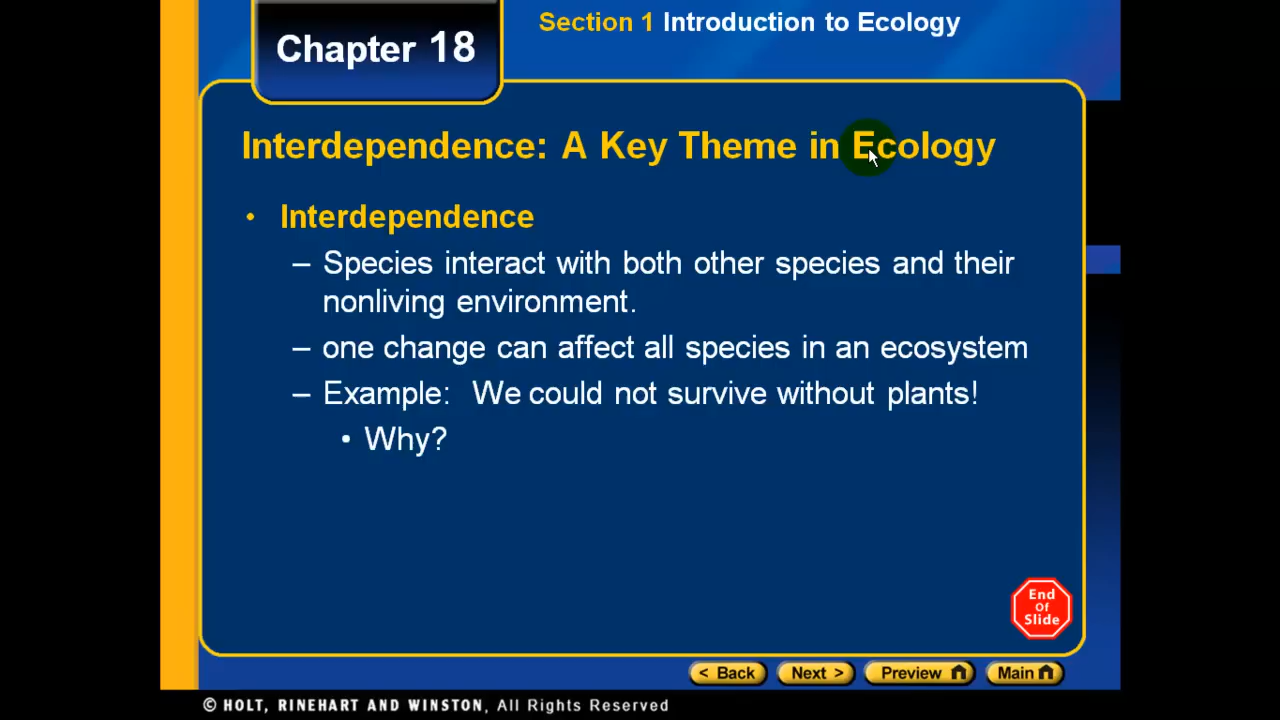 Chapter 18
Section 1 Introduction to Ecology
Interdependence: A Key Theme in Ecology
• Interdependence
– Species interact with both other species and their
nonliving environment.
– one change can affect all species in an ecosystem
– Example: We could not survive without plants!
• Why?
End
Of
Slide
< Back
Next >
Preview
Main
© HOLT, RINEHART AND WINSTON, All Rights Reserved